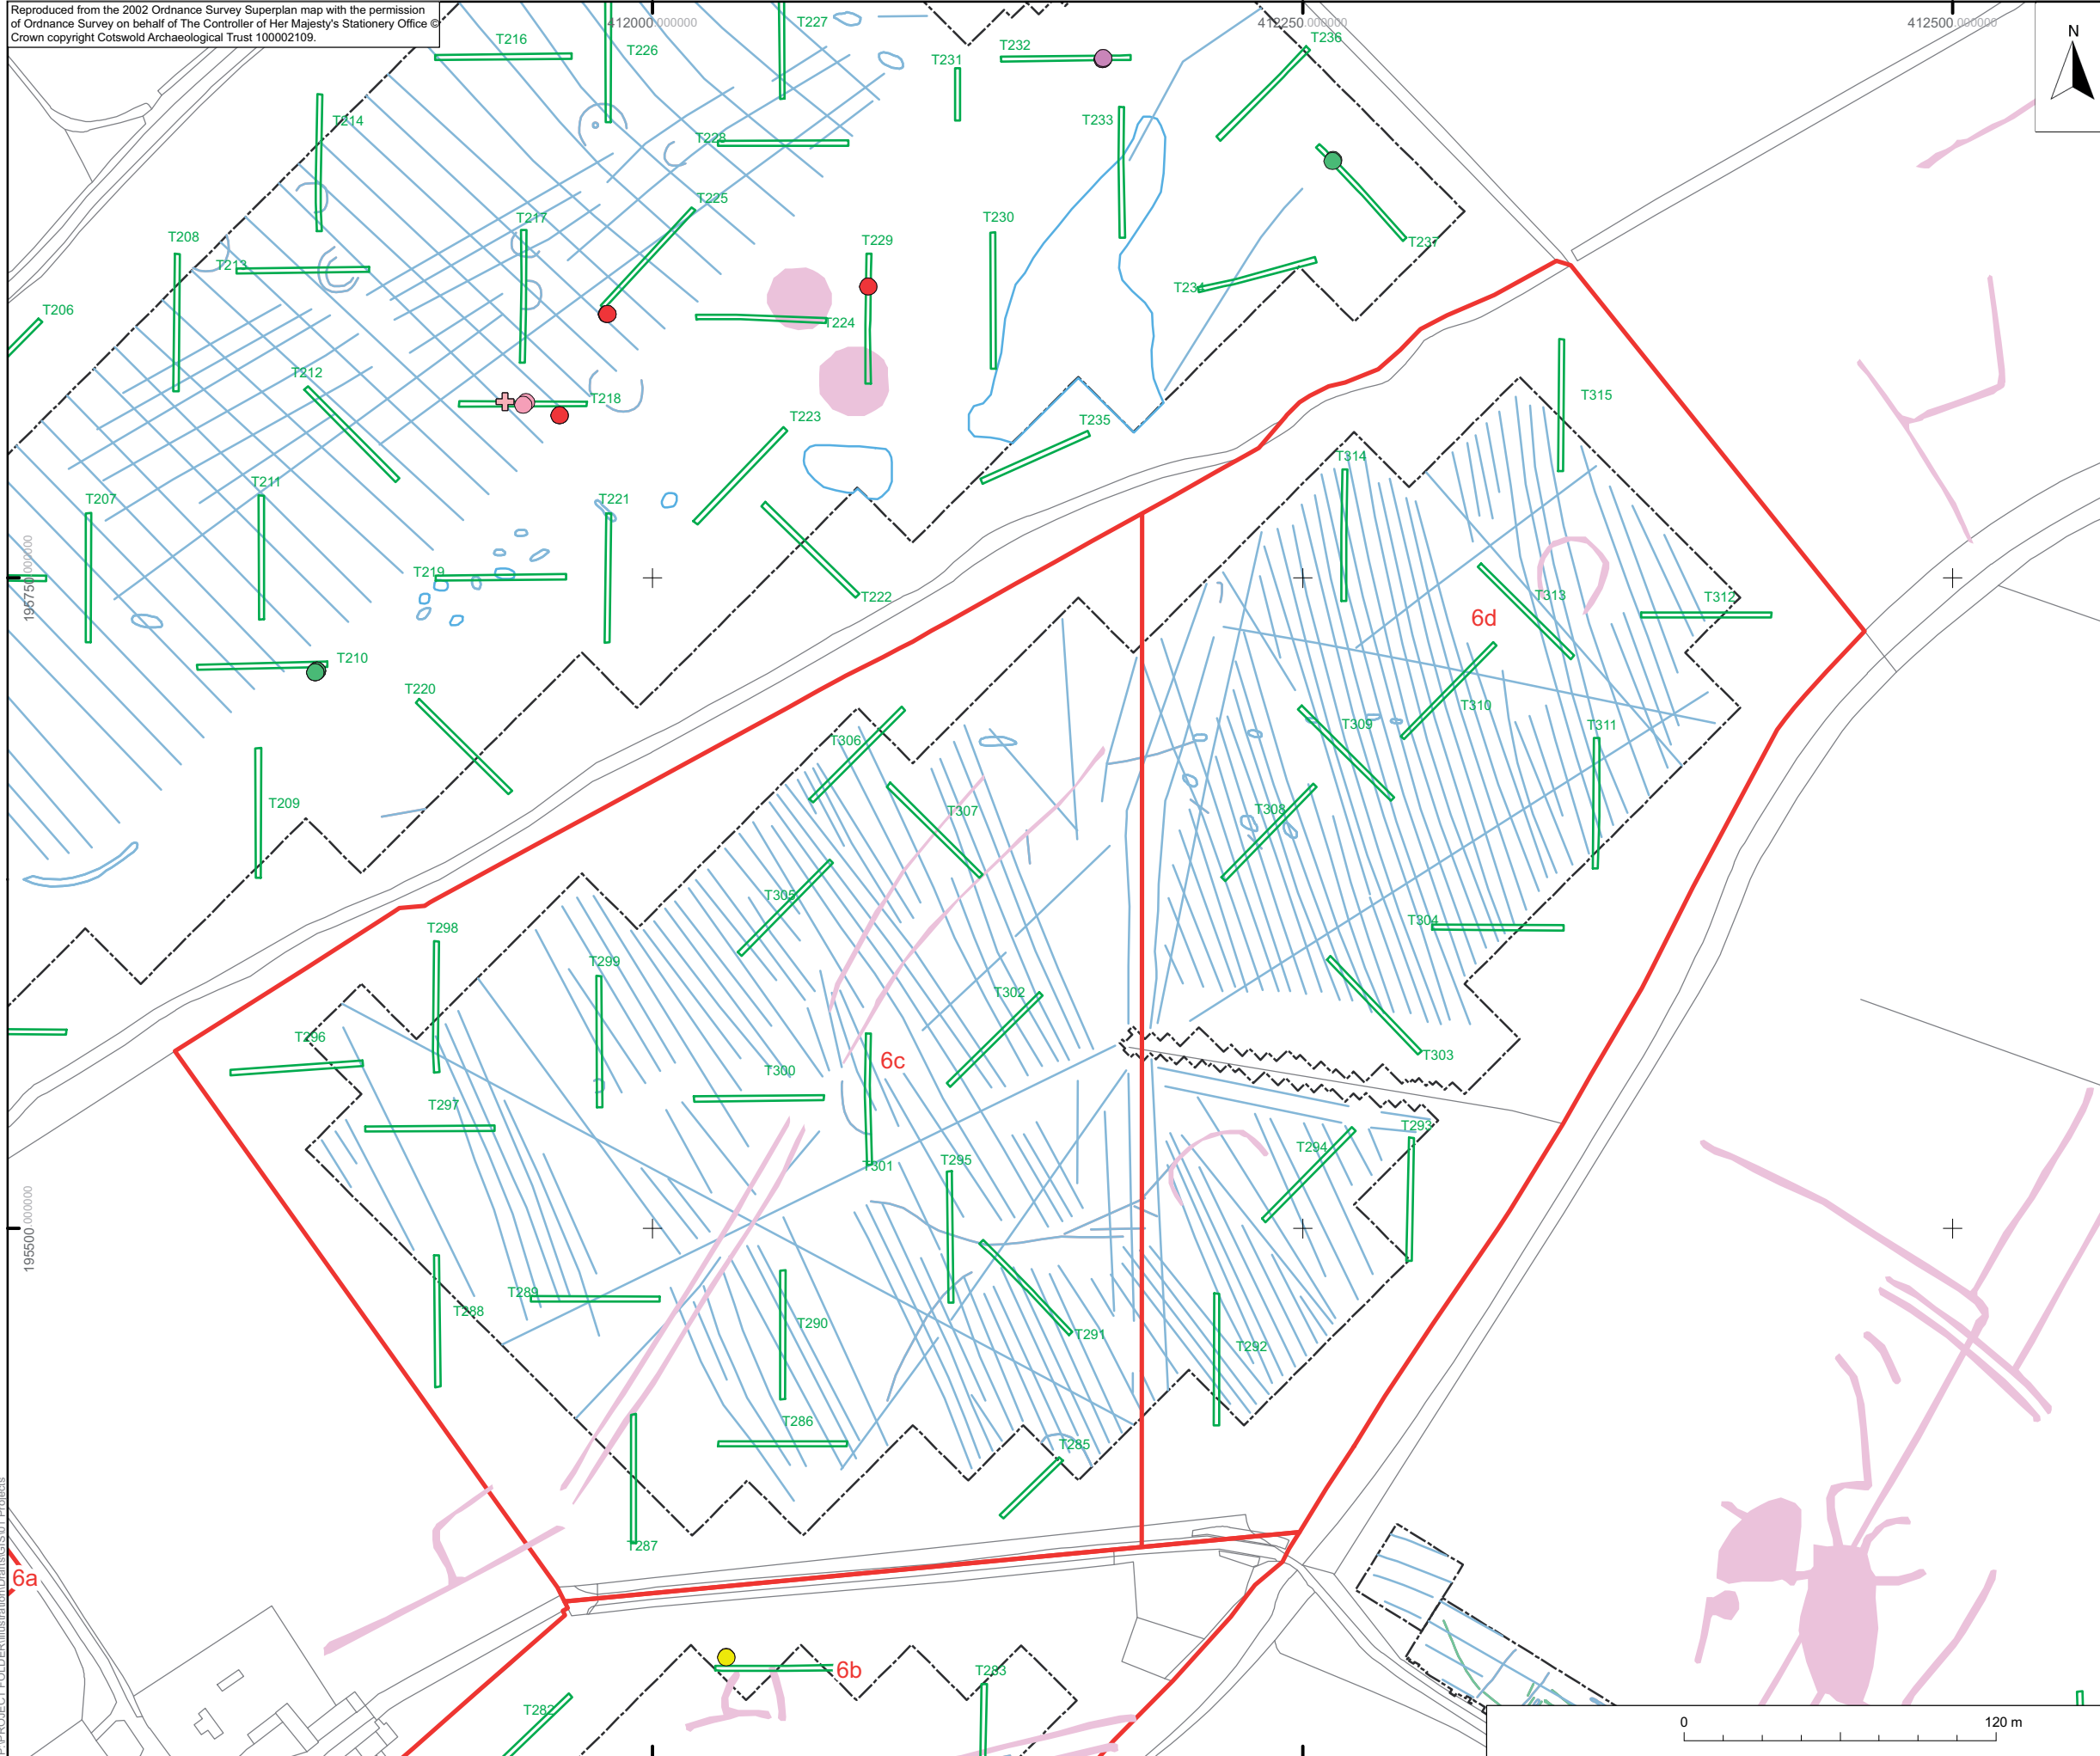 Reproduced from the 2002 Ordnance Survey Superplan map with the permission
of Ordnance Survey on behalf of The Controller of Her Majesty's Stationery Office ©
Crown copyright Cotswold Archaeological Trust 100002109.
412000.000000
412250.000000
412500.000000
N
T216
T226
T227
T231
T232
T236
T214
T228
T233
T225
T208
T213
T217
T229
T230
T237
T234
T206
T224
T212
T218
T223
T235
T315
T314
T207
T211
T221
195750.000000
T219
T222
T313
T312
6d
T210
T220
T310
T309
T311
T306
T209
T307
T308
T305
T304
T298
T299
T302
T303
T296
T300
6c
T297
T301
T295
T294
T293
195500.000000
T289
T288
T290
T291
T292
T286
T285
T287
6a
6b
T283
T282
0
120 m